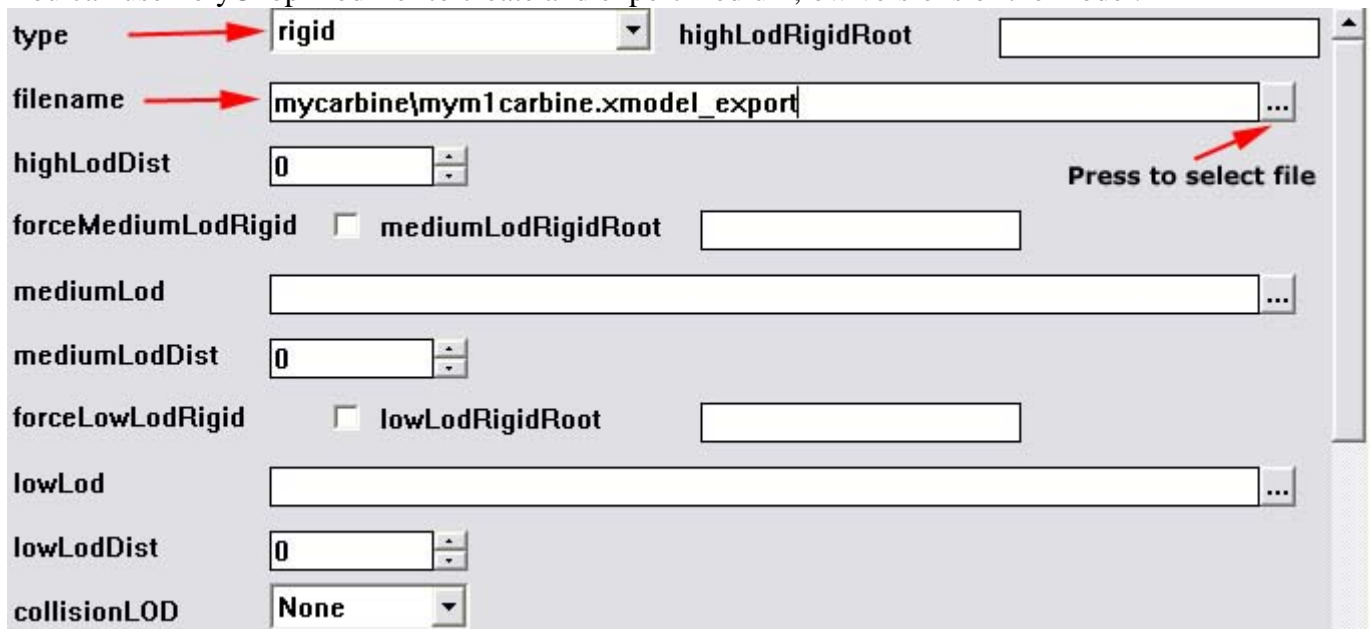 type rigid highLodRigidRoot
filename mycarbine\mym1carbine.xmodel_export ...
highLodDist 0
Press to select file
forceMediumLodRigid mediumLodRigidRoot
mediumLod ...
mediumLodDist 0
forceLowLodRigid lowLodRigidRoot
lowLod ...
lowLodDist 0
collisionLOD None